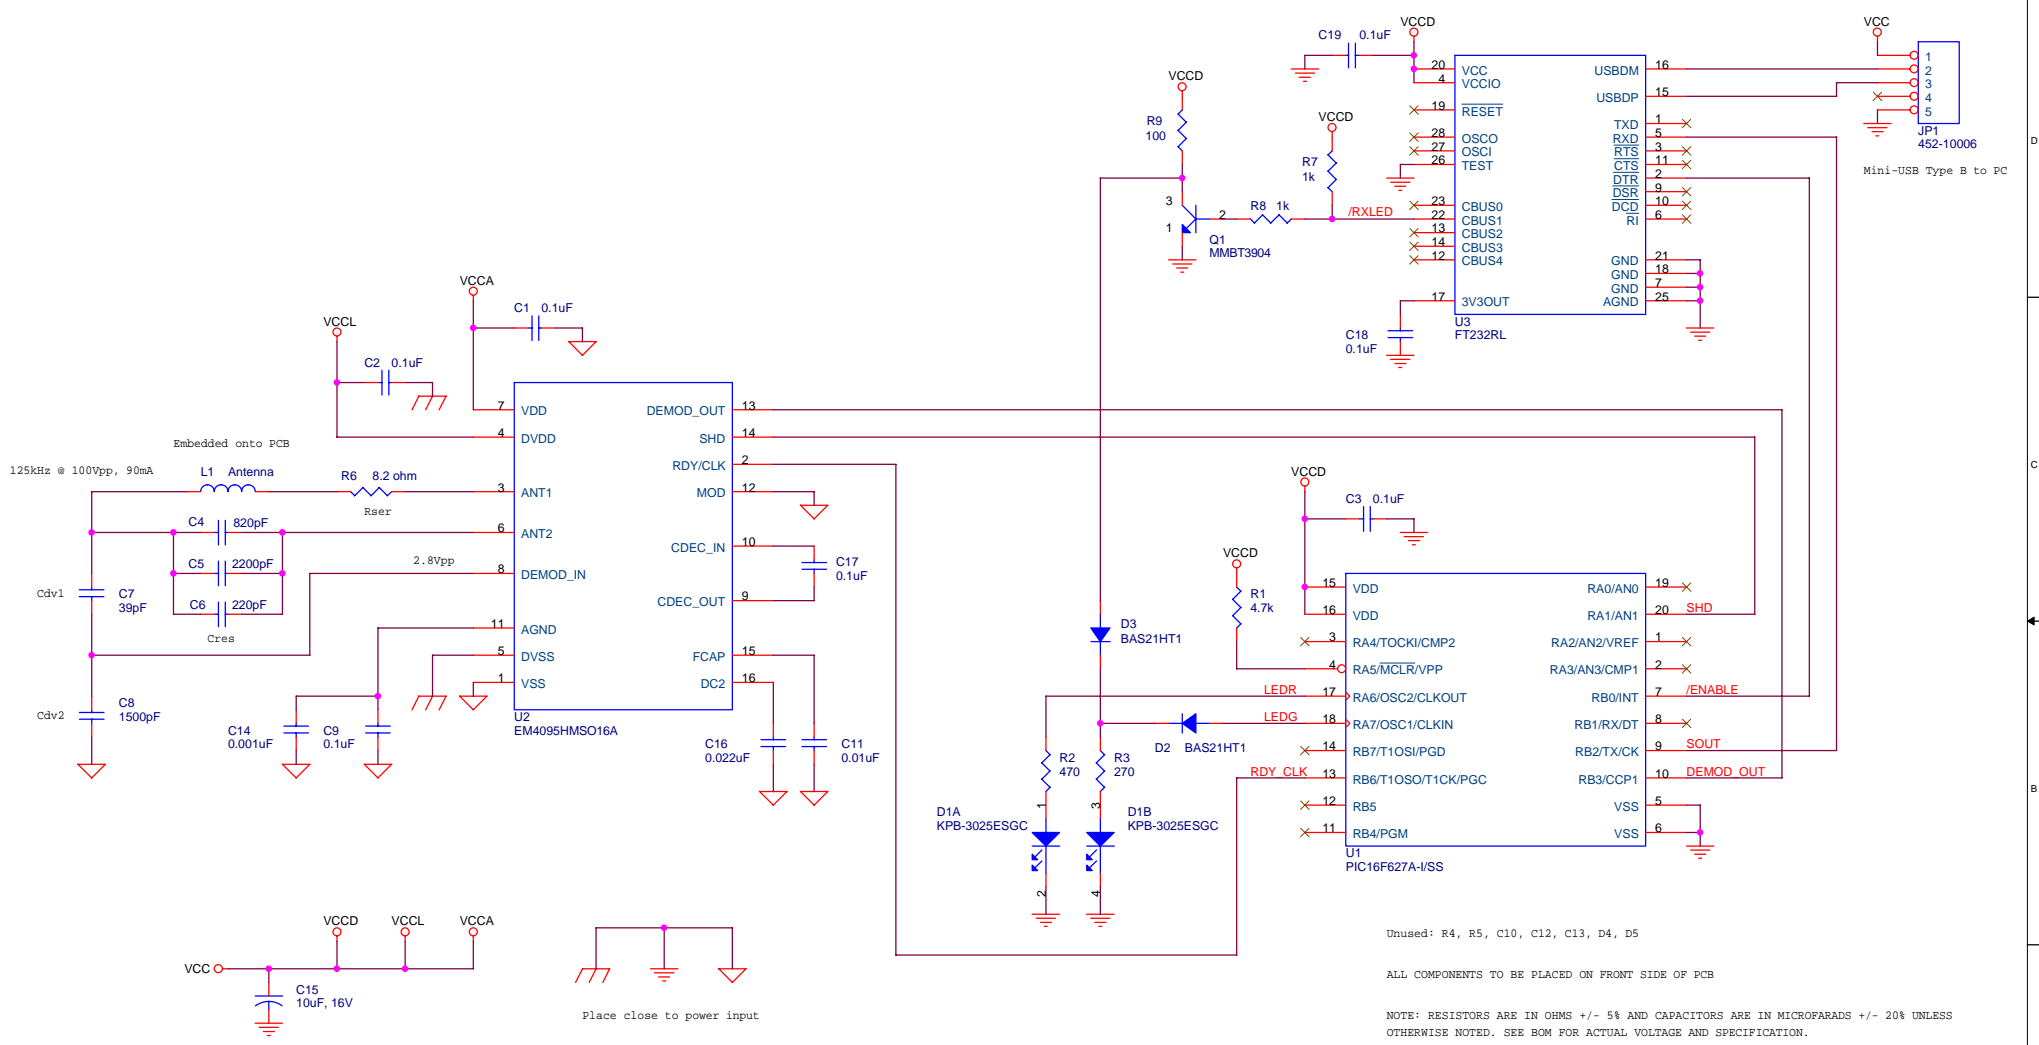 VCCD
C19 0.1uF
20 VCC
4 VCCIO
19 RESET
28 OSCO
27 OSCI
26 TEST
23 CBUS0
22 CBUS1
13 CBUS2
14 CBUS3
12 CBUS4
17 3V3OUT
USBDM 16
USBDP 15
TXD 1
RXD 5
RTS 3
CTS 11
DTR 2
DSR 9
DCD 10
RI 6
GND 21
GND 18
GND 7
AGND 25
U3
FT232RL
VCC
1
2
3
4
5
JP1
452-10006
Mini-USB Type B to PC
D
C
B
VCCD
R9
100
VCCD
R7
1k
R8 1k
/RXLED
3
2
1
Q1
MMBT3904
C18
0.1uF
VCCA
C1 0.1uF
VCCL
C2 0.1uF
7 VDD
4 DVDD
3 ANT1
6 ANT2
8 DEMOD_IN
11 AGND
5 DVSS
1 VSS
DEMOD_OUT 13
SHD 14
RDY/CLK 2
MOD 12
CDEC_IN 10
CDEC_OUT 9
FCAP 15
DC2 16
U2
EM4095HMSO16A
Embedded onto PCB
125kHz @ 100Vpp, 90mA
L1 Antenna
R6 8.2 ohm
Rser
C4 820pF
C5 2200pF
C6 220pF
Cres
2.8Vpp
Cdv1
C7
39pF
Cdv2
C8
1500pF
C14
0.001uF
C9
0.1uF
C17
0.1uF
C16
0.022uF
C11
0.01uF
VCCD
C3 0.1uF
VCCD
R1
4.7k
D3
BAS21HT1
D2 BAS21HT1
LEDR
LEDG
RDY_CLK
R2
470
R3
270
1
3
D1A
KPB-3025ESGC
D1B
KPB-3025ESGC
2
4
15 VDD
16 VDD
3 RA4/TOCKI/CMP2
4 RA5/MCLR/VPP
17 RA6/OSC2/CLKOUT
18 RA7/OSC1/CLKIN
14 RB7/T1OSI/PGD
13 RB6/T1OSO/T1CK/PGC
12 RB5
11 RB4/PGM
RA0/AN0 19
RA1/AN1 20 SHD
RA2/AN2/VREF 1
RA3/AN3/CMP1 2
RB0/INT 7 /ENABLE
RB1/RX/DT 8
RB2/TX/CK 9 SOUT
RB3/CCP1 10 DEMOD_OUT
VSS 5
VSS 6
U1
PIC16F627A-I/SS
VCCD VCCL VCCA
VCC
C15
10uF, 16V
Place close to power input
Unused: R4, R5, C10, C12, C13, D4, D5
ALL COMPONENTS TO BE PLACED ON FRONT SIDE OF PCB
NOTE: RESISTORS ARE IN OHMS +/- 5% AND CAPACITORS ARE IN MICROFARADS +/- 20% UNLESS
OTHERWISE NOTED. SEE BOM FOR ACTUAL VOLTAGE AND SPECIFICATION.